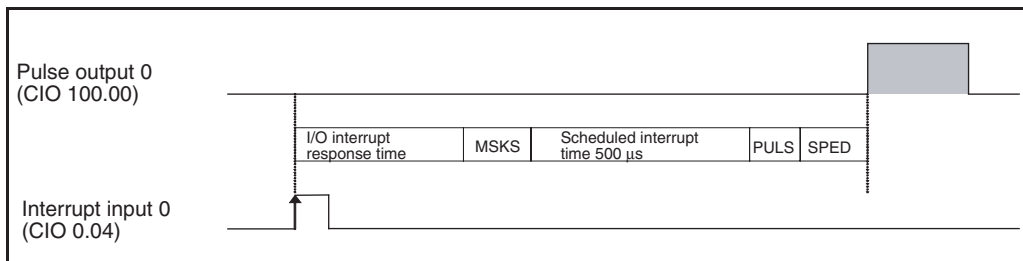 Pulse output 0
(CIO 100.00)
I/O interrupt
response time
MSKS
Scheduled interrupt
time 500 µs
PULS
SPED
Interrupt input 0
(CIO 0.04)